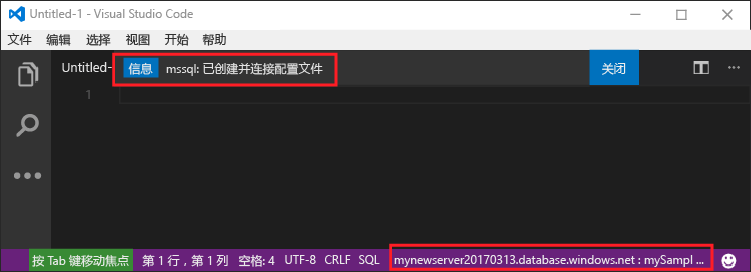 Untitled-1 - Visual Studio Code
文件 编辑 选择 视图 开始 帮助
Untitled- 信息 mssql: 已创建并连接配置文件 关闭 ···
1
按 Tab 键移动焦点 第 1 行，第 1 列 空格: 4 UTF-8 CRLF SQL mynewserver20170313.database.windows.net : mySampl ...